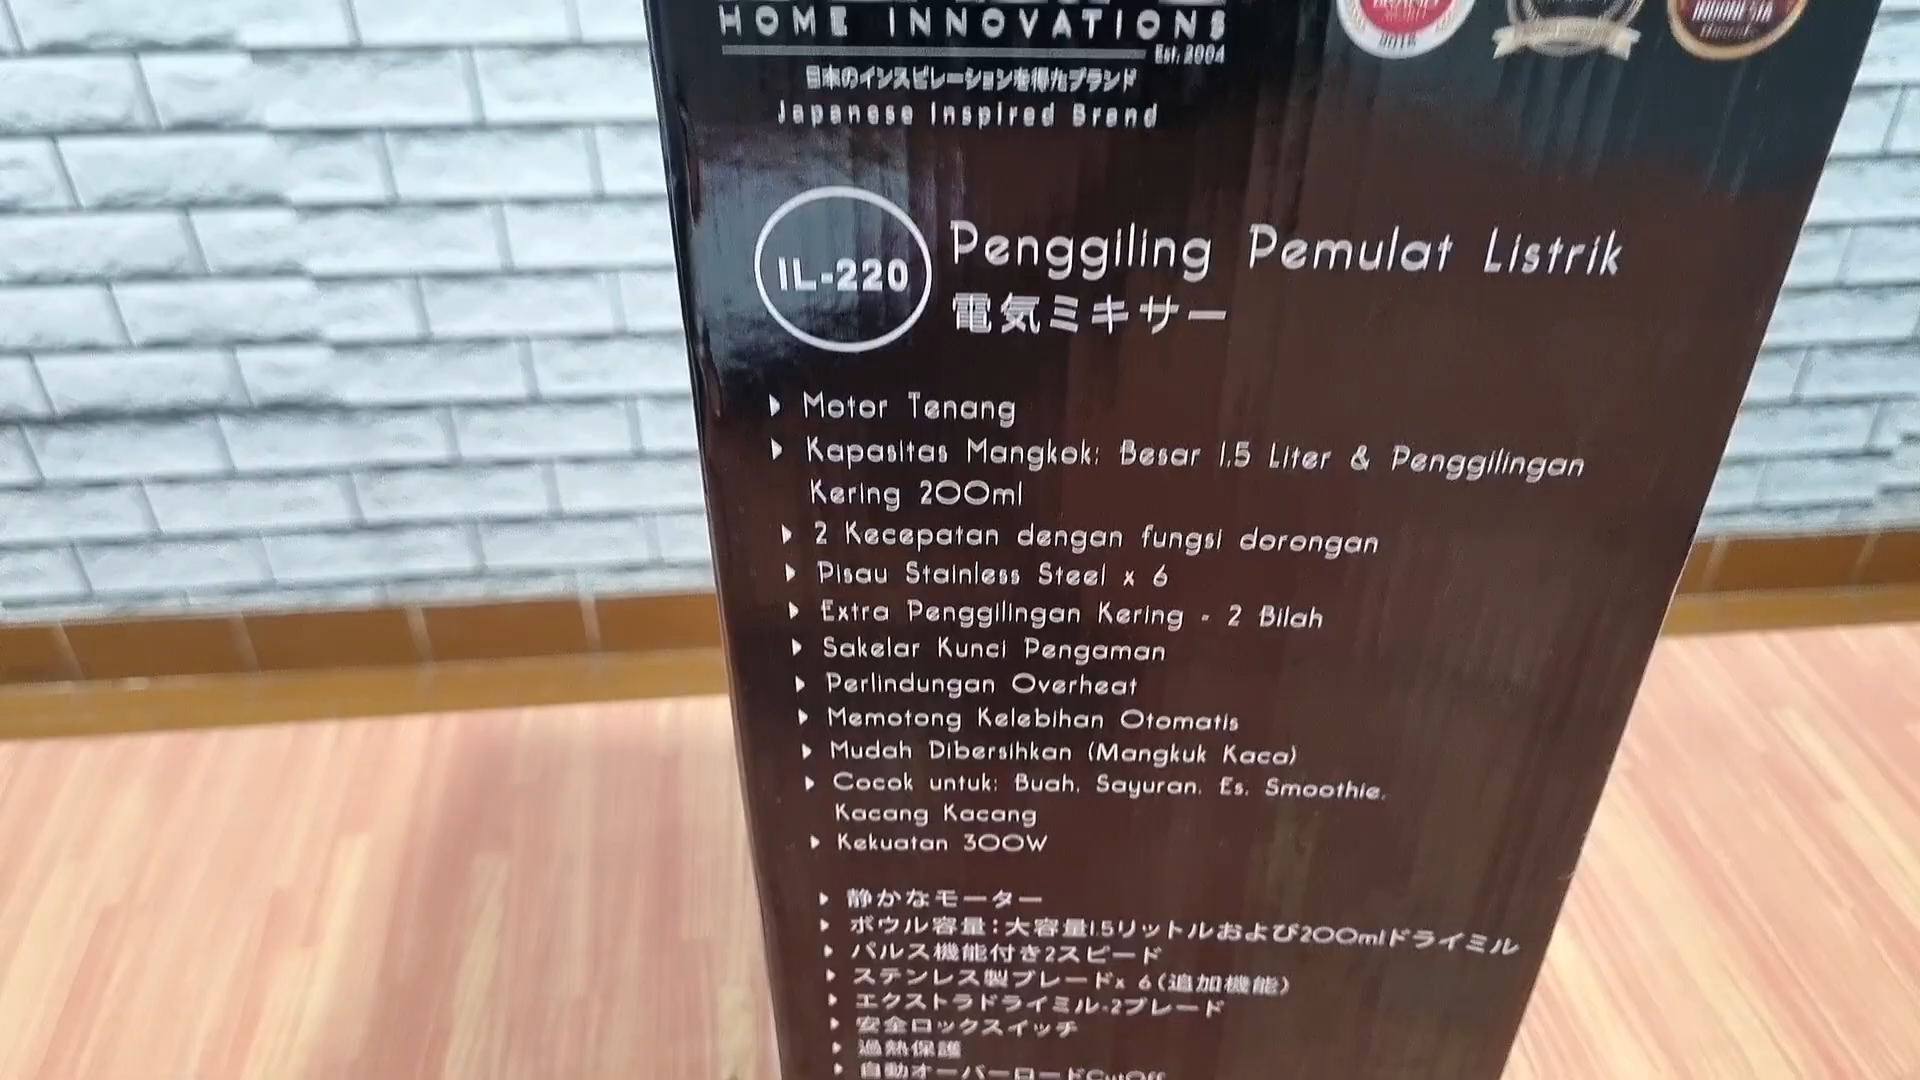 HOME INNOVATIONS
Est. 2004
日本のインスピレーションを得たブランド
Japanese Inspired Brand
2018
IL-220
Penggiling Pemulat Listrik
電気ミキサー
Motor Tenang
Kapasitas Mangkok: Besar 1,5 Liter & Penggilingan
Kering 200ml
2 Kecepatan dengan fungsi dorongan
Pisau Stainless Steel x 6
Extra Penggilingan Kering - 2 Bilah
Sakelar Kunci Pengaman
Perlindungan Overheat
Memotong Kelebihan Otomatis
Mudah Dibersihkan (Mangkuk Kaca)
Cocok untuk: Buah, Sayuran, Es, Smoothie,
Kacang Kacang
Kekuatan 300W
静かなモーター
ボウル容量:大容量1.5リットルおよび200mlドライミル
パルス機能付き2スピード
ステンレス製ブレードx 6(追加機能)
エクストラドライミル-2ブレード
安全ロックスイッチ
過熱保護
自動オーバーロードCutOff